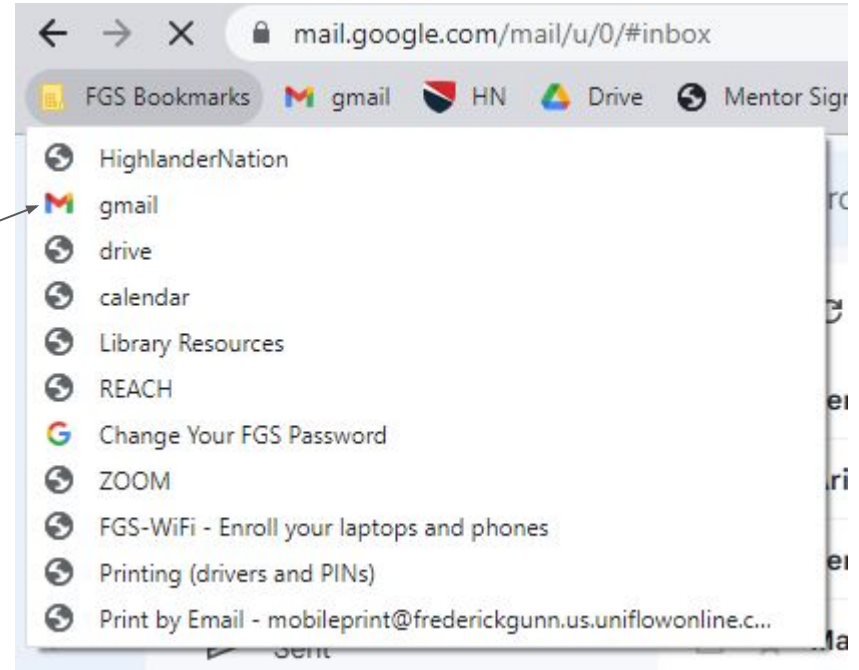 mail.google.com/mail/u/0/#inbox
FGS Bookmarks gmail HN Drive Mentor Sigr
HighlanderNation
gmail
drive
calendar
Library Resources
REACH
Change Your FGS Password
ZOOM
FGS-WiFi - Enroll your laptops and phones
Printing (drivers and PINs)
Print by Email - mobileprint@frederickgunn.us.uniflowonline.c...
Sent